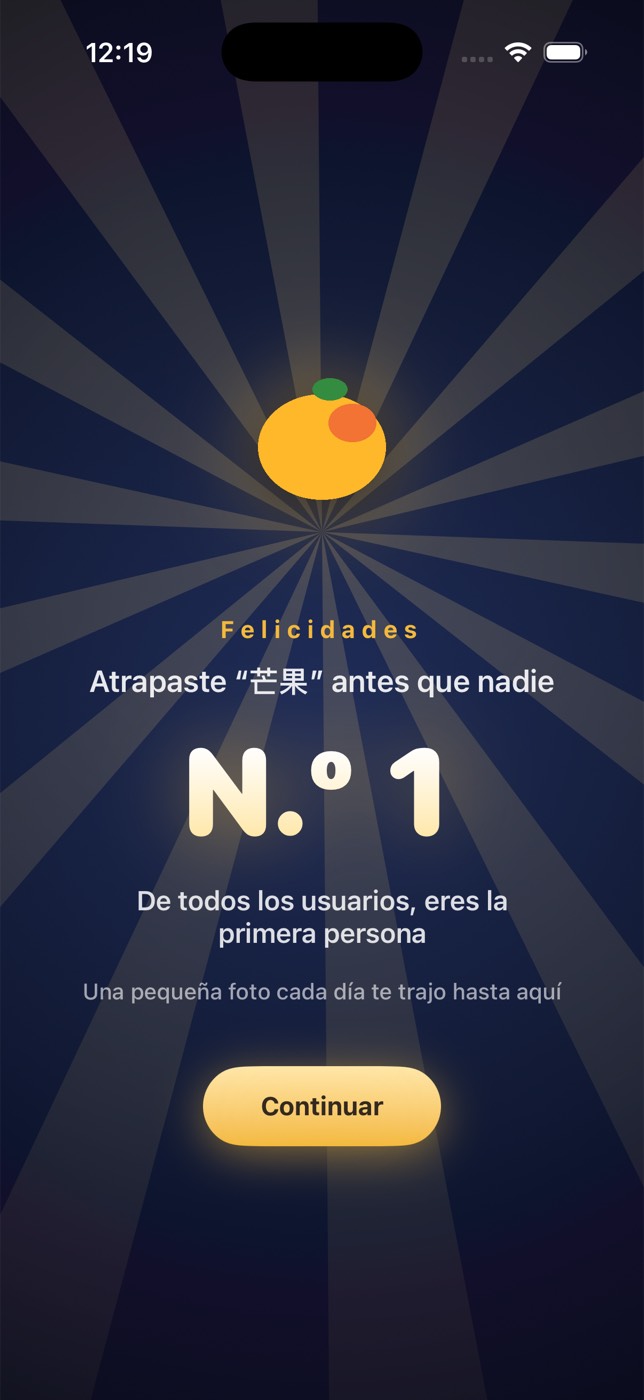 12:19
Felicidades
Atrapaste “芒果” antes que nadie
N.º 1
De todos los usuarios, eres la
primera persona
Una pequeña foto cada día te trajo hasta aquí
Continuar